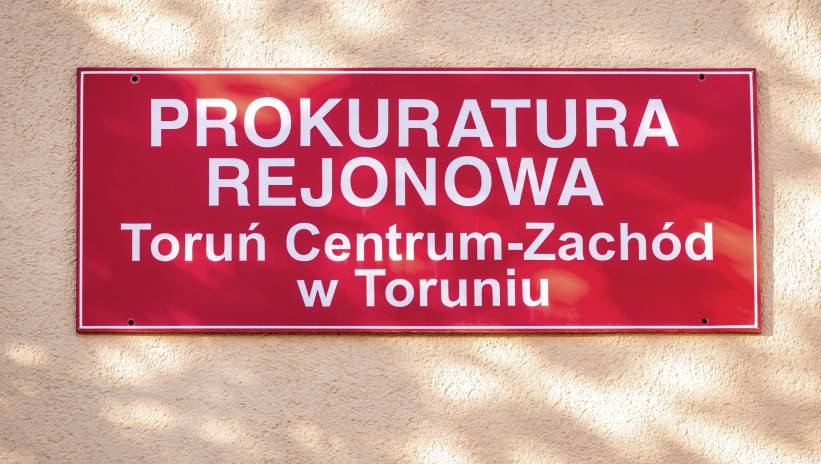 PROKURATURA
REJONOWA
Toruń Centrum-Zachód
w Toruniu